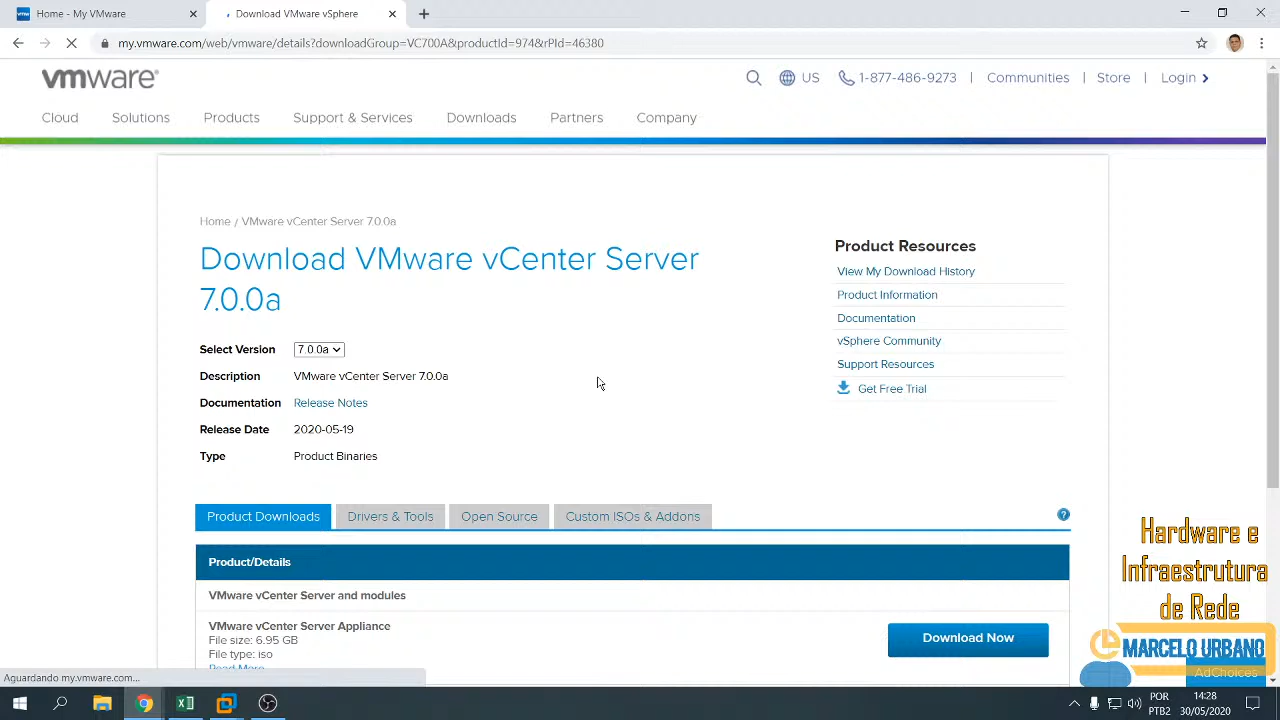 Home - My VMware
Download VMware vSphere
my.vmware.com/web/vmware/details?downloadGroup=VC700A&productId=974&rPId=46380
vmware
US
1-877-486-9273
Communities
Store
Login
Cloud
Solutions
Products
Support & Services
Downloads
Partners
Company
Home / VMware vCenter Server 7.0.0a
Download VMware vCenter Server
7.0.0a
Select Version 7.0.0a
Description VMware vCenter Server 7.0.0a
Documentation Release Notes
Release Date 2020-05-19
Type Product Binaries
Product Resources
View My Download History
Product Information
Documentation
vSphere Community
Support Resources
Get Free Trial
Product Downloads
Drivers & Tools
Open Source
Custom ISOs & Addons
?
Product/Details
VMware vCenter Server and modules
VMware vCenter Server Appliance
File size: 6.95 GB
File type: iso
Read More
Download Now
Hardware e
Infraestrutura
de Rede
MARCELO URBANO
AdChoices
Aguardando my.vmware.com...
POR
PTB2
14:28
30/05/2020